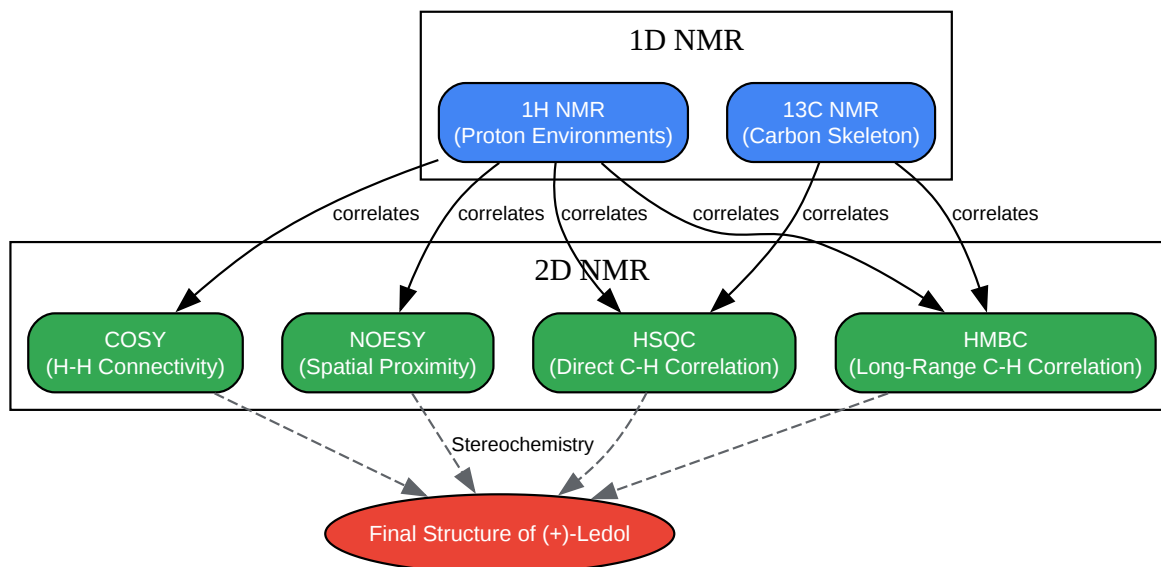 1D NMR
1H NMR
(Proton Environments)
13C NMR
(Carbon Skeleton)
correlates
correlates
correlates
correlates
correlates
correlates
2D NMR
COSY
(H-H Connectivity)
NOESY
(Spatial Proximity)
HSQC
(Direct C-H Correlation)
HMBC
(Long-Range C-H Correlation)
Stereochemistry
Final Structure of (+)-Ledol